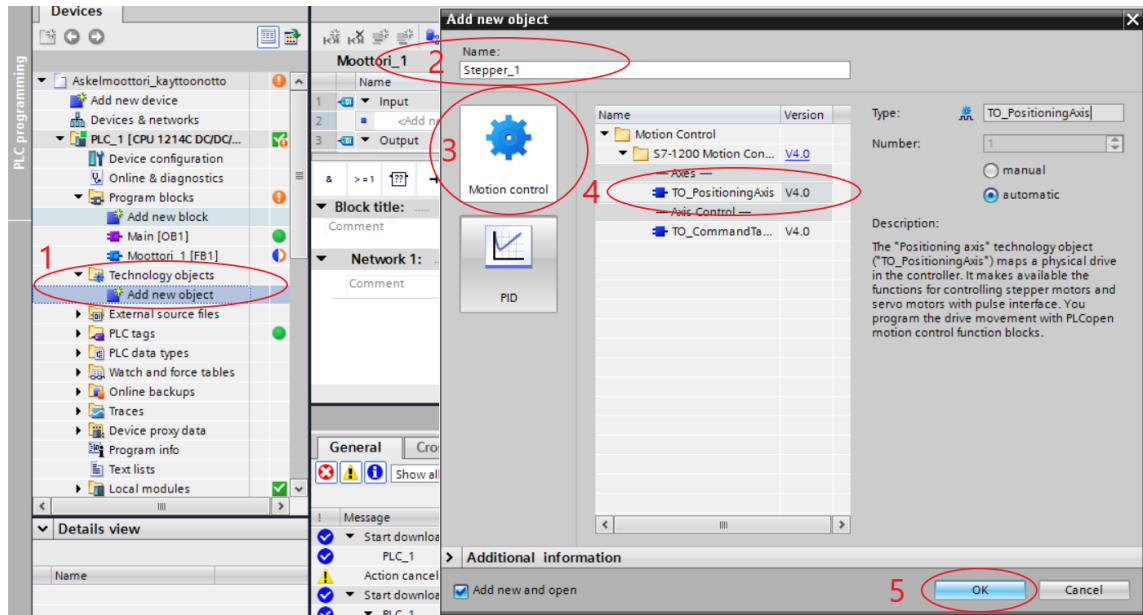 Devices
PLC programming
Askelmoottori_kayttoonotto
Add new device
Devices & networks
PLC_1 [CPU 1214C DC/DC/...
Device configuration
Online & diagnostics
Program blocks
Add new block
Main [OB1]
Moottori_1 [FB1]
1
Technology objects
Add new object
External source files
PLC tags
PLC data types
Watch and force tables
Online backups
Traces
Device proxy data
Program info
Text lists
Local modules
Details view
Name
Moottori_1
Name
1 Input
2 <Add ne
3 Output
& >=1 ??
Block title: .....
Comment
Network 1:
Comment
General Cro
Show all
! Message
Start downloa
PLC_1
Action cancel
Start downloa
PLC_1
Add new object
2
Name:
Stepper_1
3
Motion control
PID
Name Version
Motion Control
S7-1200 Motion Con... V4.0
--- Axes ---
4
TO_PositioningAxis V4.0
--- Axis Control ---
TO_CommandTa... V4.0
Type: TO_PositioningAxis
Number: 1
manual
automatic
Description:
The "Positioning axis" technology object
("TO_PositioningAxis") maps a physical drive
in the controller. It makes available the
functions for controlling stepper motors and
servo motors with pulse interface. You
program the drive movement with PLCopen
motion control function blocks.
Additional information
Add new and open
5
OK Cancel